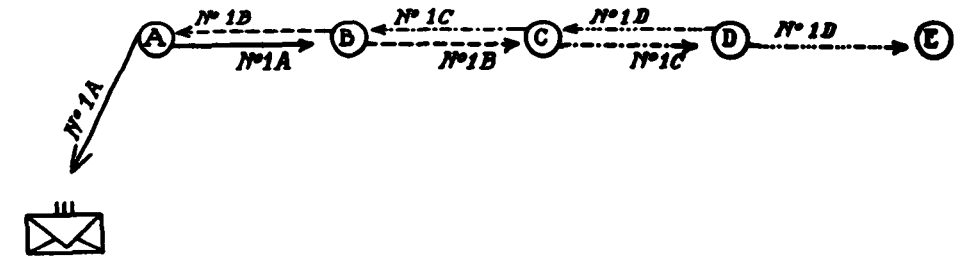 Nº 1B Nº 1C Nº 1D Nº 1D
A B C D E
Nº1A Nº1B Nº1C
Nº 1A